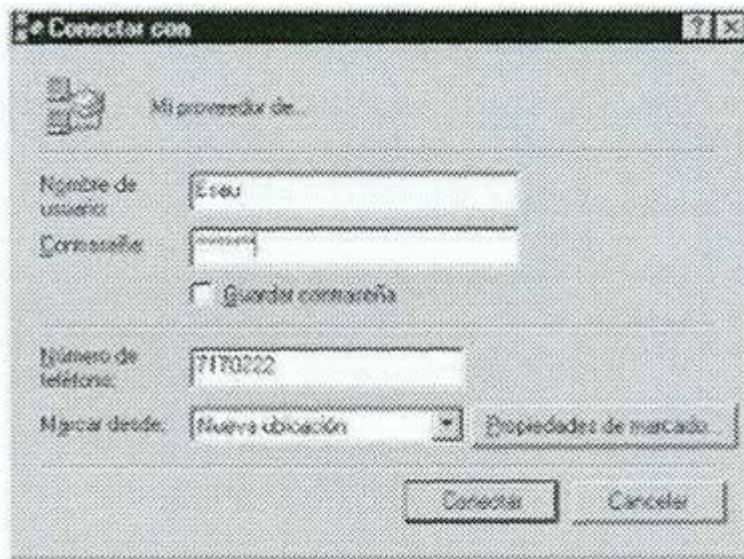 Conectar con
Mi proveedor de...
Nombre de
usuario:
Esau
Contraseña:
*******
Guardar contraseña
Número de
teléfono:
7170222
Marcar desde:
Nueva ubicación
Propiedades de marcado...
Conectar
Cancelar